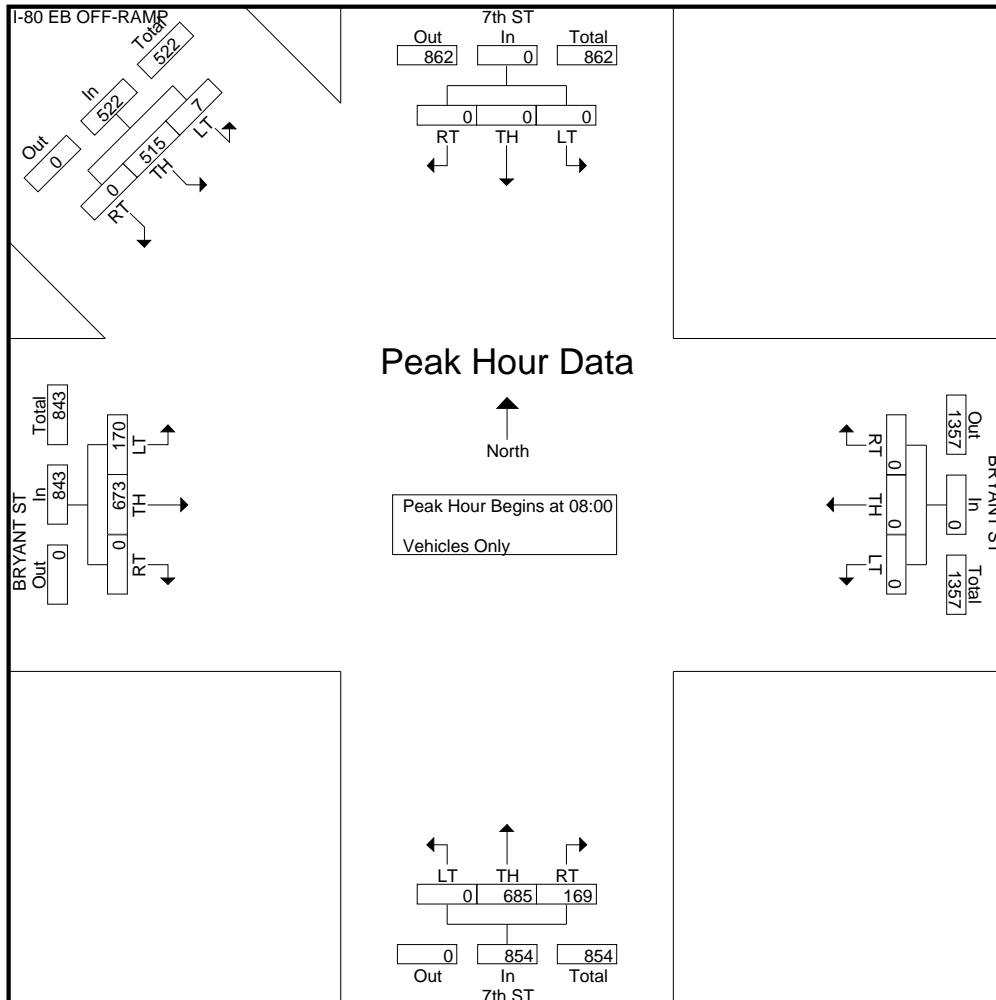 I-80 EB OFF-RAMP
Total
522
In
522
Out
0
7
515
0
LT
TH
RT
7th ST
Out In Total
862 0 862
0 0 0
RT TH LT
Peak Hour Data
North
Peak Hour Begins at 08:00
Vehicles Only
BRYANT ST
Out In Total
0 843 843
0 673 170
RT TH LT
BRYANT ST
Out In Total
1357 0 1357
0 0 0
RT TH LT
LT TH RT
0 685 169
0 854 854
Out In Total
7th ST